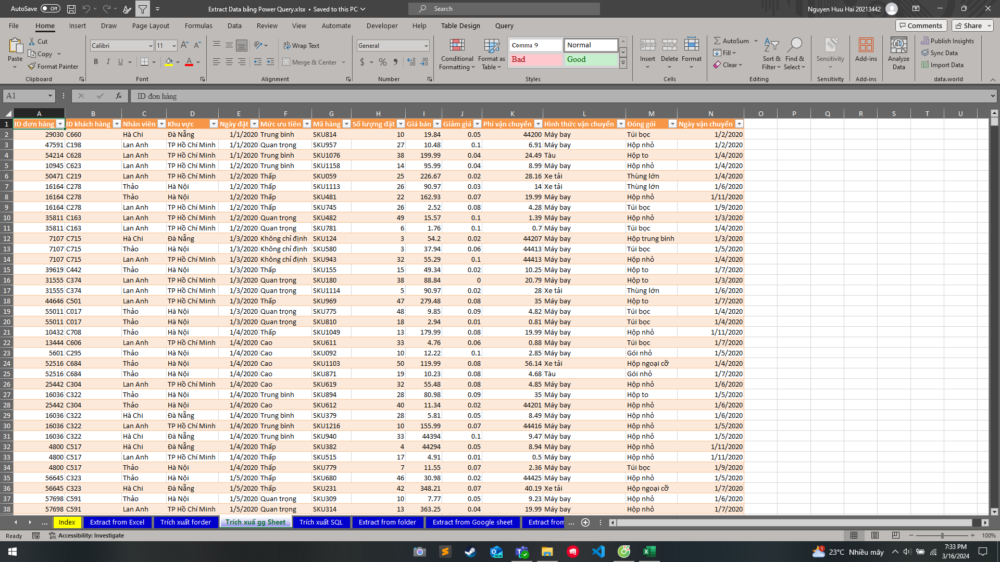 AutoSave Off Extract Data bằng Power Query.xlsx • Saved to this PC Search Nguyen Huu Hai 20213442
File Home Insert Draw Page Layout Formulas Data Review View Automate Developer Help Table Design Query Comments Share
Paste Cut Copy Format Painter Clipboard
Calibri 11 B I U A Font
Wrap Text Merge & Center Alignment
General $ % Number
Conditional Formatting Format as Table Comma 9 Normal Bad Good Styles
Insert Delete Format Cells
AutoSum Fill Clear Sort & Filter Find & Select Editing
Sensitivity Sensitivity
Add-ins Add-ins
Analyze Data
Publish Insights Sync Data Import Data data.world
A1 fx ID đơn hàng
A B C D E F G H I J K L M N O P Q R S T U
1 ID đơn hàng ID khách hàng Nhân viên Khu vực Ngày đặt Mức ưu tiên Mã hàng Số lượng đặt Giá bán Giảm giá Phí vận chuyển Hình thức vận chuyển Đóng gói Ngày vận chuyển
2 29030 C660 Hà Chi Đà Nẵng 1/1/2020 Trung bình SKU814 10 19.84 0.05 44200 Máy bay Túi bọc 1/2/2020
3 47591 C198 Lan Anh TP Hồ Chí Minh 1/1/2020 Quan trọng SKU957 27 10.48 0.1 6.91 Máy bay Hộp nhỏ 1/2/2020
4 54214 C628 Lan Anh TP Hồ Chí Minh 1/1/2020 Trung bình SKU1076 38 199.99 0.04 24.49 Tàu Hộp to 1/4/2020
5 10945 C623 Lan Anh TP Hồ Chí Minh 1/2/2020 Trung bình SKU1158 14 95.99 0.04 8.99 Máy bay Hộp nhỏ 1/4/2020
6 50471 C219 Lan Anh TP Hồ Chí Minh 1/2/2020 Thấp SKU059 25 226.67 0.02 28.16 Xe tải Thùng lớn 1/4/2020
7 16164 C278 Thảo Hà Nội 1/2/2020 Thấp SKU1113 26 90.97 0.03 14 Xe tải Thùng lớn 1/6/2020
8 16164 C278 Thảo Hà Nội 1/2/2020 Thấp SKU481 22 162.93 0.07 19.99 Máy bay Hộp nhỏ 1/11/2020
9 16164 C278 Lan Anh TP Hồ Chí Minh 1/2/2020 Thấp SKU745 26 2.52 0.08 4.28 Máy bay Túi bọc 1/9/2020
10 35811 C163 Lan Anh TP Hồ Chí Minh 1/2/2020 Quan trọng SKU482 49 15.57 0.1 1.39 Máy bay Hộp nhỏ 1/3/2020
11 35811 C163 Lan Anh TP Hồ Chí Minh 1/2/2020 Quan trọng SKU781 6 1.76 0.1 0.7 Máy bay Túi bọc 1/4/2020
12 7107 C715 Hà Chi Đà Nẵng 1/3/2020 Không chỉ định SKU124 3 54.2 0.02 44207 Máy bay Hộp trung bình 1/3/2020
13 7107 C715 Thảo Hà Nội 1/3/2020 Không chỉ định SKU580 3 37.94 0.06 44413 Máy bay Túi bọc 1/5/2020
14 7107 C715 Lan Anh TP Hồ Chí Minh 1/3/2020 Không chỉ định SKU943 32 55.29 0.1 44413 Máy bay Hộp nhỏ 1/4/2020
15 39619 C442 Thảo Hà Nội 1/3/2020 Thấp SKU155 15 49.34 0.02 10.25 Máy bay Hộp to 1/7/2020
16 31555 C374 Lan Anh TP Hồ Chí Minh 1/3/2020 Quan trọng SKU180 38 88.84 0 20.79 Máy bay Hộp to 1/3/2020
17 31555 C374 Lan Anh TP Hồ Chí Minh 1/3/2020 Quan trọng SKU1114 5 90.97 0.02 28 Xe tải Thùng lớn 1/6/2020
18 44646 C501 Lan Anh TP Hồ Chí Minh 1/3/2020 Thấp SKU969 47 279.48 0.08 35 Máy bay Hộp to 1/7/2020
19 55011 C017 Thảo Hà Nội 1/3/2020 Quan trọng SKU775 48 9.85 0.09 4.82 Máy bay Túi bọc 1/4/2020
20 55011 C017 Thảo Hà Nội 1/3/2020 Quan trọng SKU810 18 2.94 0.01 0.81 Máy bay Túi bọc 1/4/2020
21 10432 C708 Thảo Hà Nội 1/4/2020 Thấp SKU1049 13 179.99 0.08 19.99 Máy bay Hộp nhỏ 1/11/2020
22 13444 C606 Lan Anh TP Hồ Chí Minh 1/4/2020 Cao SKU611 33 4.76 0.06 0.88 Máy bay Túi bọc 1/7/2020
23 5601 C295 Thảo Hà Nội 1/4/2020 Cao SKU092 10 12.22 0.1 2.85 Máy bay Gói nhỏ 1/5/2020
24 52516 C684 Thảo Hà Nội 1/4/2020 Cao SKU1103 50 119.99 0.08 56.14 Xe tải Hộp ngoại cỡ 1/4/2020
25 52516 C684 Thảo Hà Nội 1/4/2020 Cao SKU871 19 10.23 0.08 4.68 Tàu Gói nhỏ 1/7/2020
26 25442 C304 Lan Anh TP Hồ Chí Minh 1/4/2020 Cao SKU619 32 55.48 0.08 4.85 Máy bay Hộp nhỏ 1/6/2020
27 16036 C322 Thảo Hà Nội 1/4/2020 Trung bình SKU894 28 80.98 0.09 35 Máy bay Hộp to 1/5/2020
28 25442 C304 Thảo Hà Nội 1/4/2020 Cao SKU612 40 11.34 0.02 44201 Máy bay Hộp nhỏ 1/6/2020
29 16036 C322 Hà Chi Đà Nẵng 1/4/2020 Trung bình SKU379 28 5.81 0.05 8.49 Máy bay Hộp nhỏ 1/6/2020
30 16036 C322 Lan Anh TP Hồ Chí Minh 1/4/2020 Trung bình SKU1216 10 155.99 0.07 44416 Máy bay Hộp nhỏ 1/5/2020
31 16036 C322 Hà Chi Đà Nẵng 1/4/2020 Trung bình SKU940 33 44394 0.1 9.47 Máy bay Hộp nhỏ 1/5/2020
32 4800 C517 Hà Chi Đà Nẵng 1/4/2020 Thấp SKU382 4 44294 0.05 8.94 Máy bay Hộp nhỏ 1/11/2020
33 4800 C517 Lan Anh TP Hồ Chí Minh 1/4/2020 Thấp SKU515 17 4.91 0.01 0.5 Máy bay Hộp nhỏ 1/11/2020
34 4800 C517 Thảo Hà Nội 1/4/2020 Thấp SKU779 7 11.55 0.07 2.36 Máy bay Túi bọc 1/9/2020
35 56645 C323 Thảo Hà Nội 1/5/2020 Thấp SKU680 46 30.98 0.02 44425 Máy bay Hộp nhỏ 1/5/2020
36 56645 C323 Hà Chi Đà Nẵng 1/5/2020 Thấp SKU231 42 348.21 0.07 40.19 Xe tải Hộp ngoại cỡ 1/7/2020
37 57698 C591 Thảo Hà Nội 1/5/2020 Quan trọng SKU309 10 7.77 0.05 9.23 Máy bay Hộp nhỏ 1/6/2020
38 57698 C591 Lan Anh TP Hồ Chí Minh 1/5/2020 Quan trọng SKU314 13 363.25 0.04 19.99 Máy bay Hộp nhỏ 1/7/2020
... Index Extract from Excel Trích xuất forder Trích xuấ gg Sheet Trích xuất SQL Extract from folder Extract from Google sheet Extract from ...
Ready Accessibility: Investigate 100%
1 23°C Nhiều mây 7:33 PM
3/16/2024